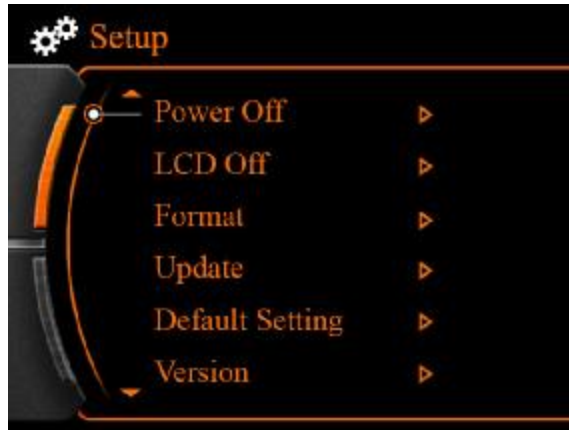 Setup
Power Off
LCD Off
Format
Update
Default Setting
Version